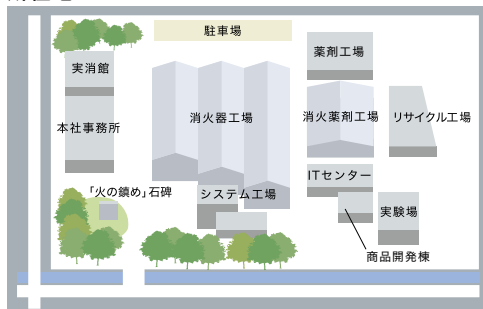 駐車場
薬剤工場
実消館
消火器工場
消火薬剤工場
リサイクル工場
本社事務所
ITセンター
「火の鎮め」石碑
システム工場
実験場
商品開発棟